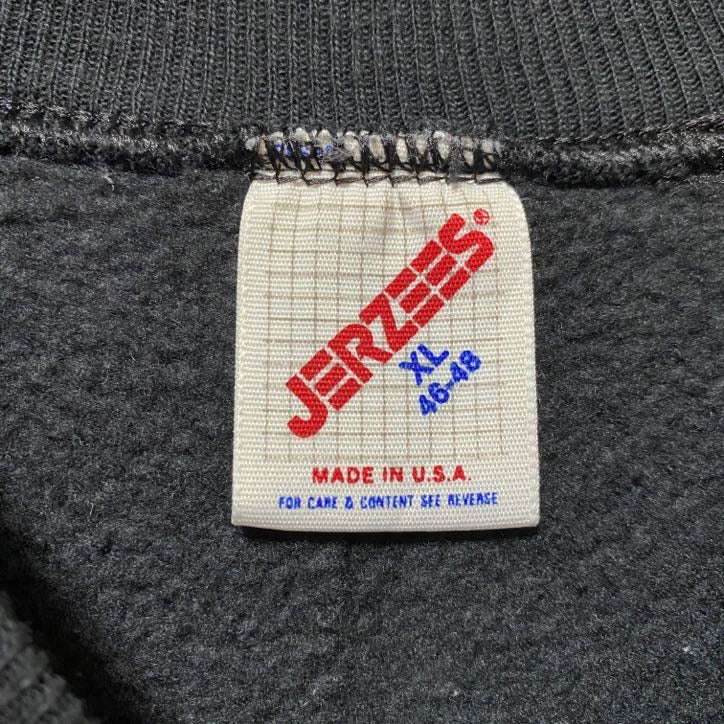 JERZEES®
XL
46-48
MADE IN U.S.A.
FOR CARE & CONTENT SEE REVERSE